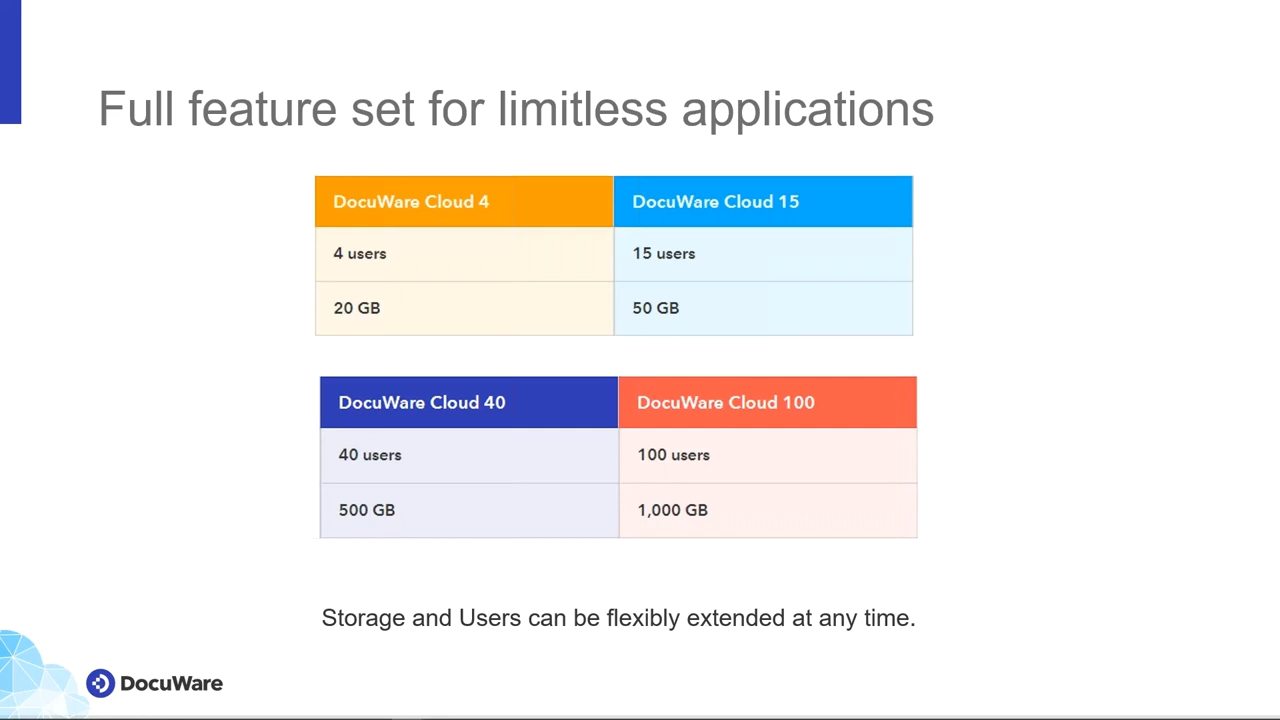 Full feature set for limitless applications
DocuWare Cloud 4
DocuWare Cloud 15
4 users
15 users
20 GB
50 GB
DocuWare Cloud 40
DocuWare Cloud 100
40 users
100 users
500 GB
1,000 GB
Storage and Users can be flexibly extended at any time.
DocuWare